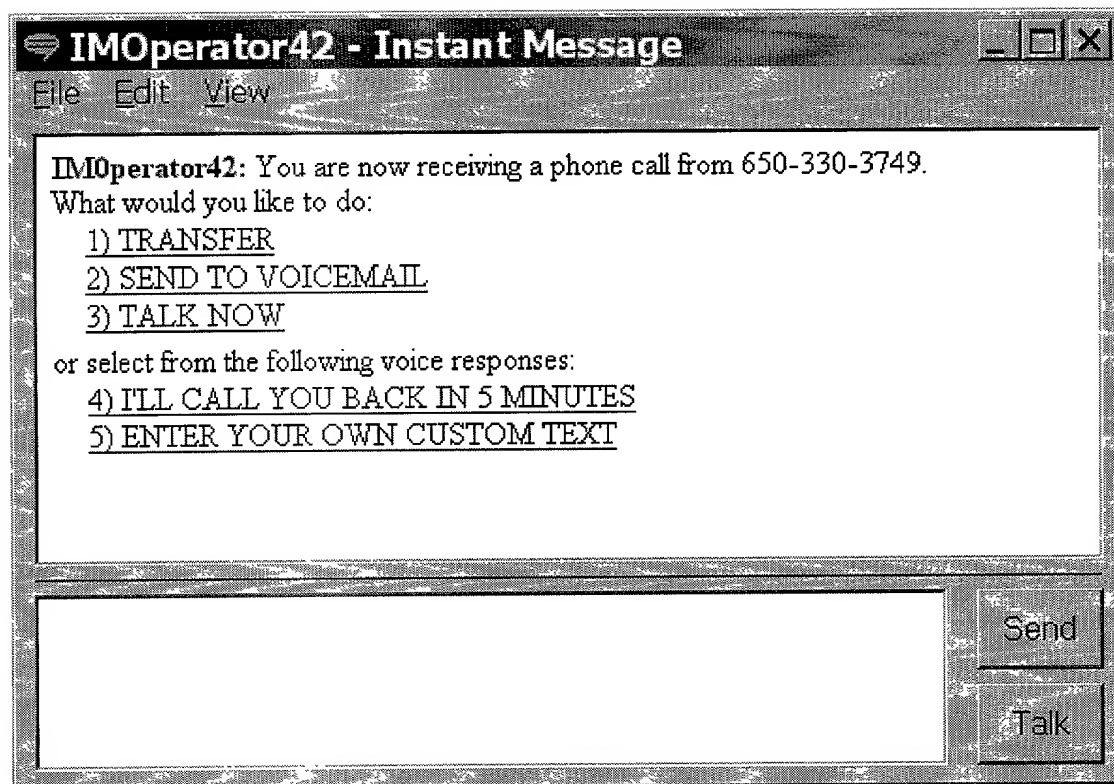 IMOperator42 - Instant Message
File Edit View
IM0perator42: You are now receiving a phone call from 650-330-3749.
What would you like to do:
1) TRANSFER
2) SEND TO VOICEMAIL
3) TALK NOW
or select from the following voice responses:
4) I'LL CALL YOU BACK IN 5 MINUTES
5) ENTER YOUR OWN CUSTOM TEXT
Send
Talk